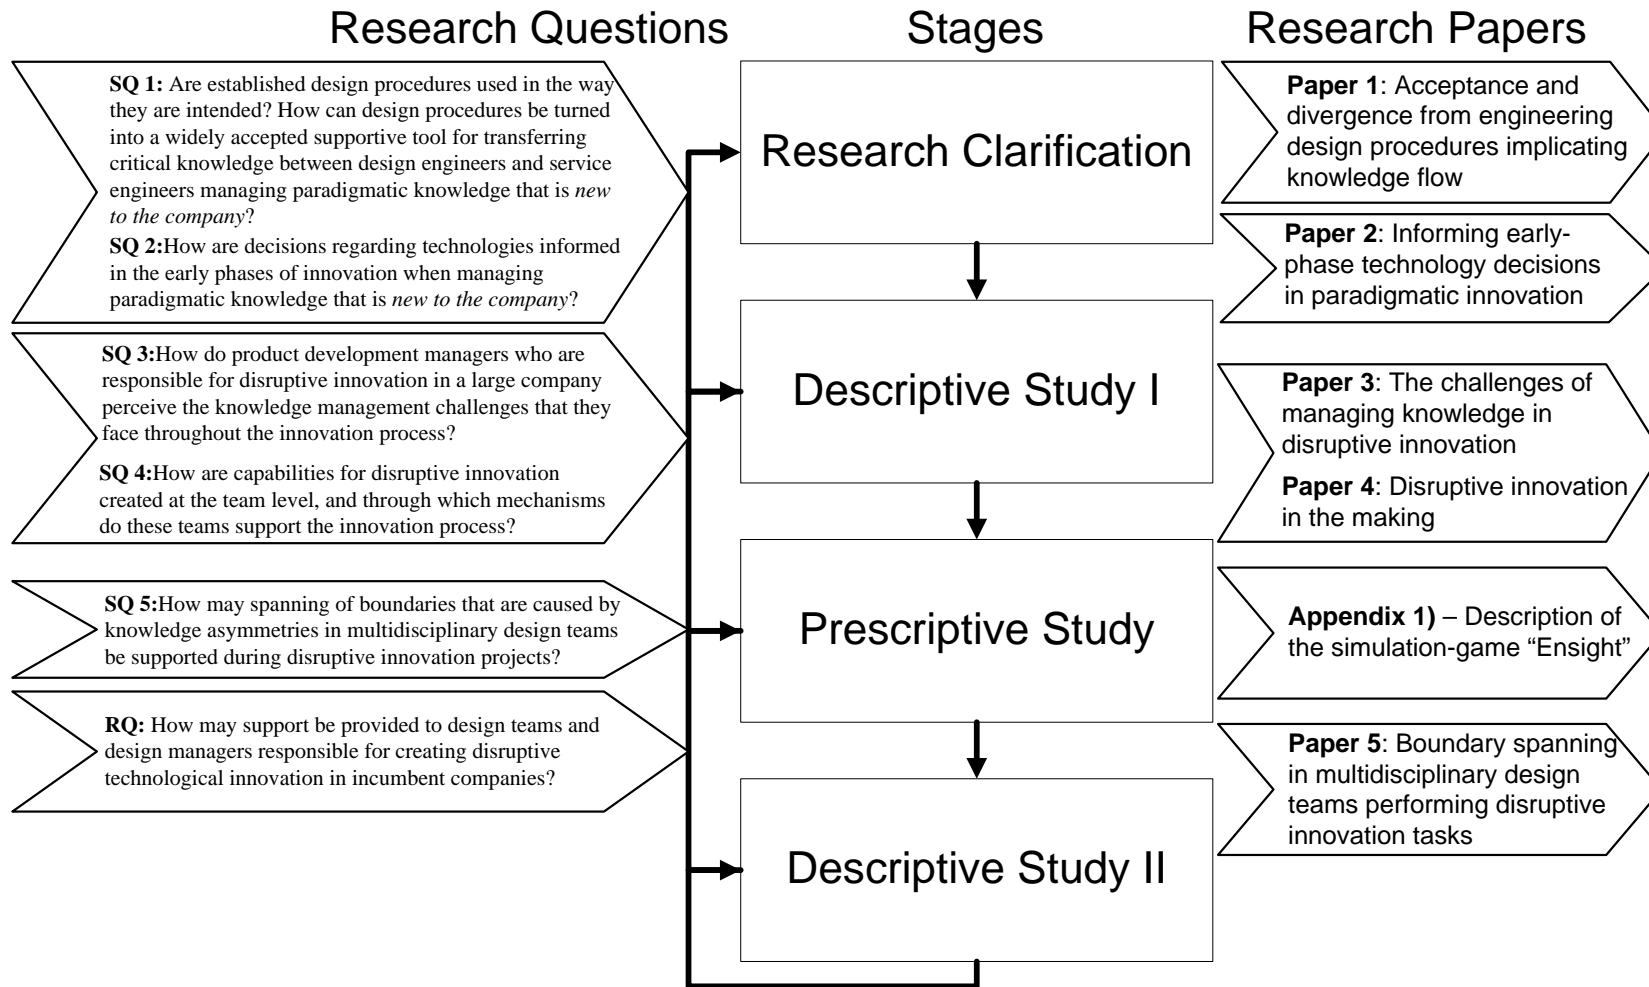 Research Questions
Stages
Research Papers
SQ 1: Are established design procedures used in the way
they are intended? How can design procedures be turned
into a widely accepted supportive tool for transferring
critical knowledge between design engineers and service
engineers managing paradigmatic knowledge that is new
to the company?
SQ 2:How are decisions regarding technologies informed
in the early phases of innovation when managing
paradigmatic knowledge that is new to the company?
SQ 3:How do product development managers who are
responsible for disruptive innovation in a large company
perceive the knowledge management challenges that they
face throughout the innovation process?
SQ 4:How are capabilities for disruptive innovation
created at the team level, and through which mechanisms
do these teams support the innovation process?
SQ 5:How may spanning of boundaries that are caused by
knowledge asymmetries in multidisciplinary design teams
be supported during disruptive innovation projects?
RQ: How may support be provided to design teams and
design managers responsible for creating disruptive
technological innovation in incumbent companies?
Research Clarification
Descriptive Study I
Prescriptive Study
Descriptive Study II
Paper 1: Acceptance and
divergence from engineering
design procedures implicating
knowledge flow
Paper 2: Informing early-
phase technology decisions
in paradigmatic innovation
Paper 3: The challenges of
managing knowledge in
disruptive innovation
Paper 4: Disruptive innovation
in the making
Appendix 1) – Description of
the simulation-game “Ensight”
Paper 5: Boundary spanning
in multidisciplinary design
teams performing disruptive
innovation tasks